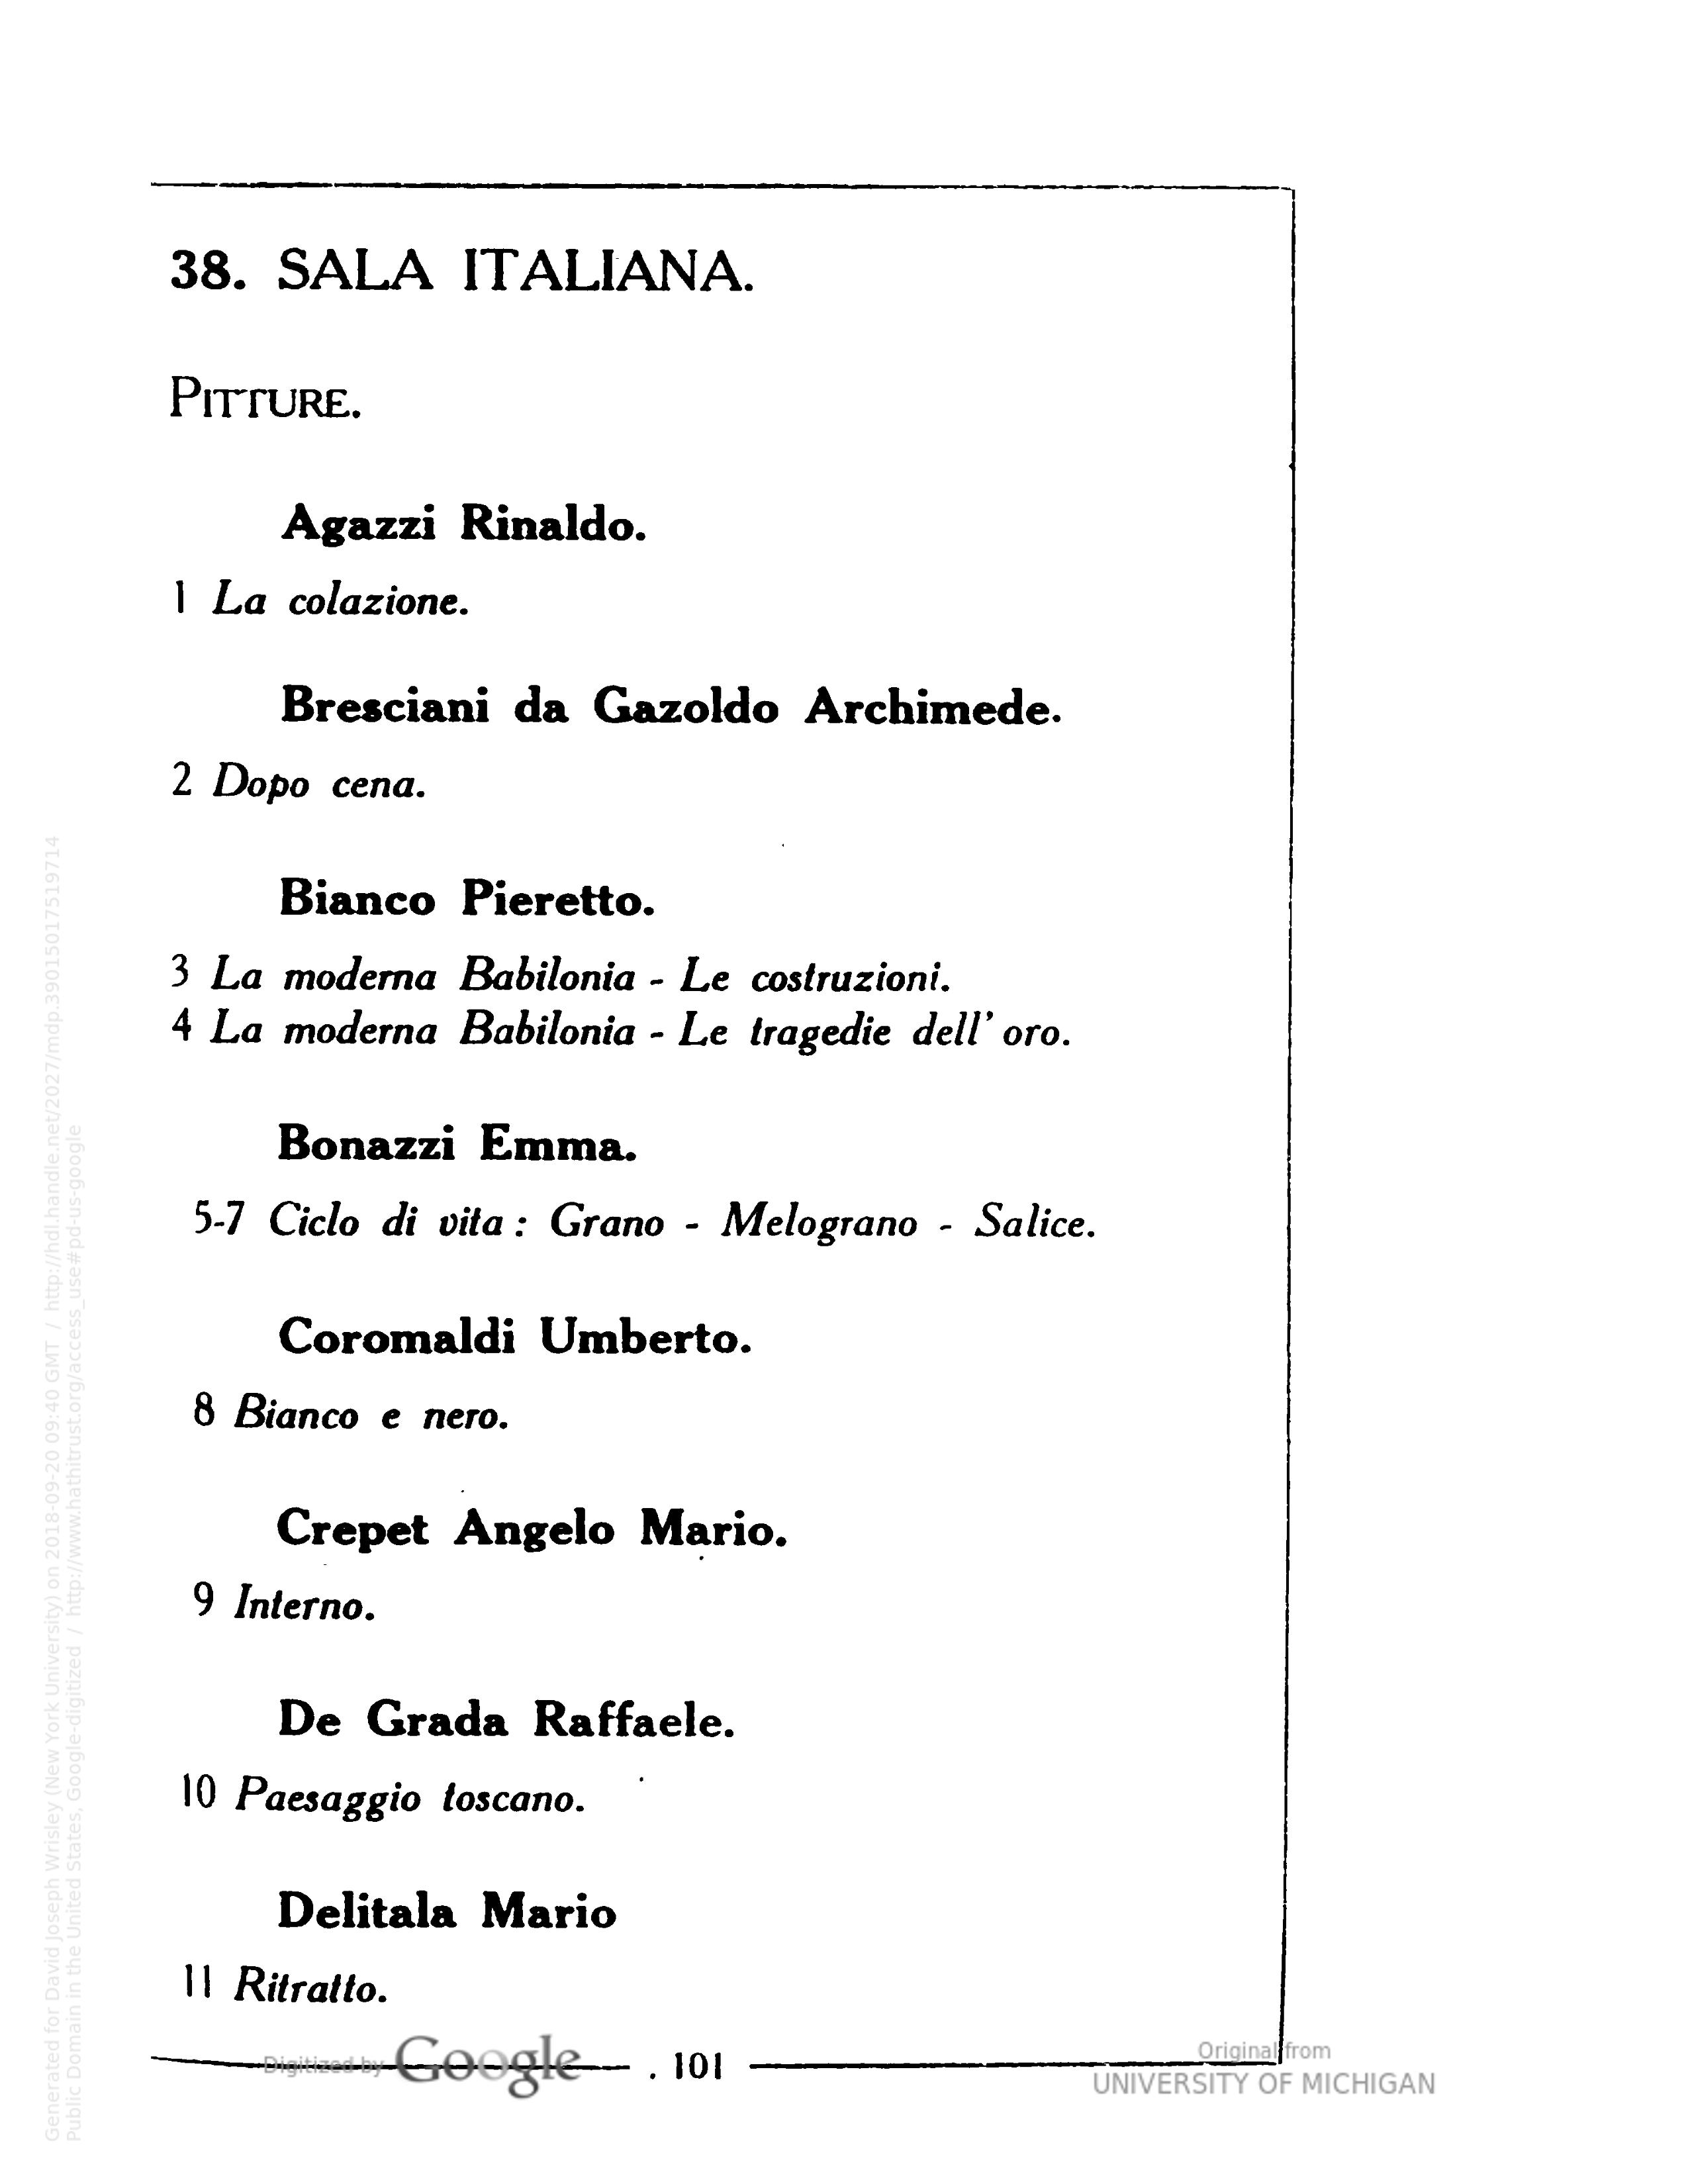 38. SALA ITALIANA.
PITTURE.
Agazzi Rinaldo.
1 La colazione.
Bresciani da Gazoldo Archimede.
2 Dopo cena.
Bianco Pieretto.
3 La moderna Babilonia - Le costruzioni.
4 La moderna Babilonia - Le tragedie dell' oro.
Bonazzi Emma.
5-7 Ciclo di vita : Grano - Melograno - Salice.
Coromaldi Umberto.
8 Bianco e nero.
Crepet Angelo Mario.
9 Interno.
De Grada Raffaele.
10 Paesaggio toscano.
Delitala Mario
11 Ritratto.
101
Digitized by Google
Original from
UNIVERSITY OF MICHIGAN
Generated for David Joseph Wrisley (New York University) on 2018-09-20 09:40 GMT / http://hdl.handle.net/2027/mdp.39015017519714
Public Domain in the United States, Google-digitized / http://www.hathitrust.org/access_use#pd-us-google